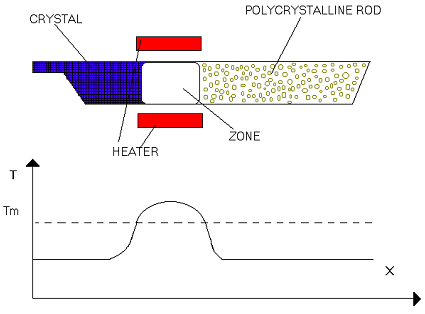 POLYCRYSTALLINE ROD
CRYSTAL
ZONE
HEATER
T
Tm
X